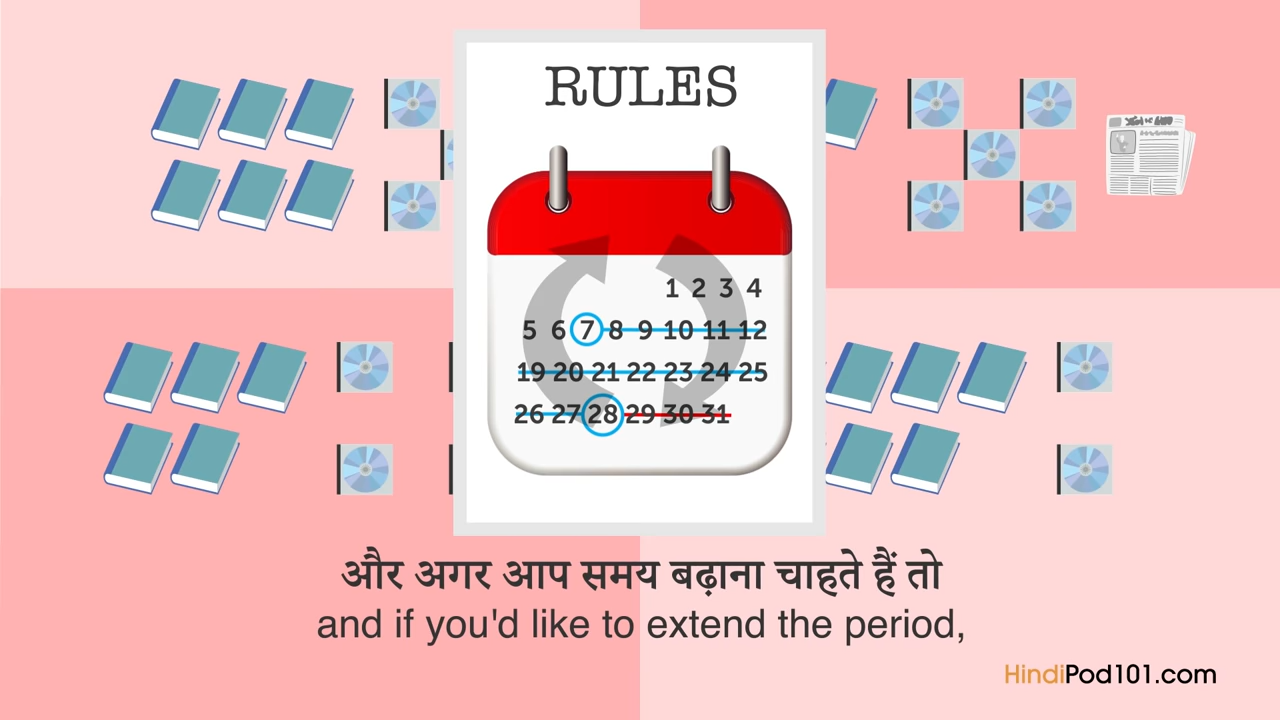 RULES
1 2 3 4
5 6 7 8 9 10 11 12
19 20 21 22 23 24 25
26 27 28 29 30 31
और अगर आप समय बढ़ाना चाहते हैं तो
and if you'd like to extend the period,
HindiPod101.com